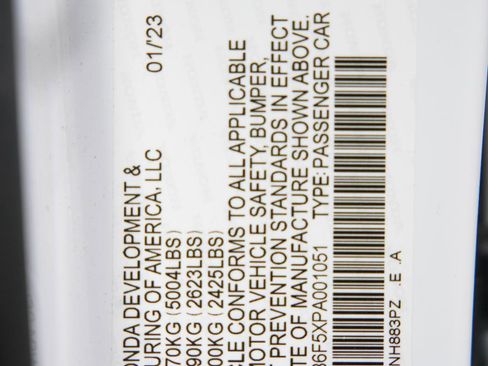 ONDA DEVELOPMENT &
URING OF AMERICA, LLC 01/23
70KG (5004LBS)
90KG (2623LBS)
00KG (2425LBS)
CLE CONFORMS TO ALL APPLICABLE
MOTOR VEHICLE SAFETY, BUMPER,
T PREVENTION STANDARDS IN EFFECT
TE OF MANUFACTURE SHOWN ABOVE.
36F5XPA001051 TYPE: PASSENGER CAR
NH883PZ .E .A